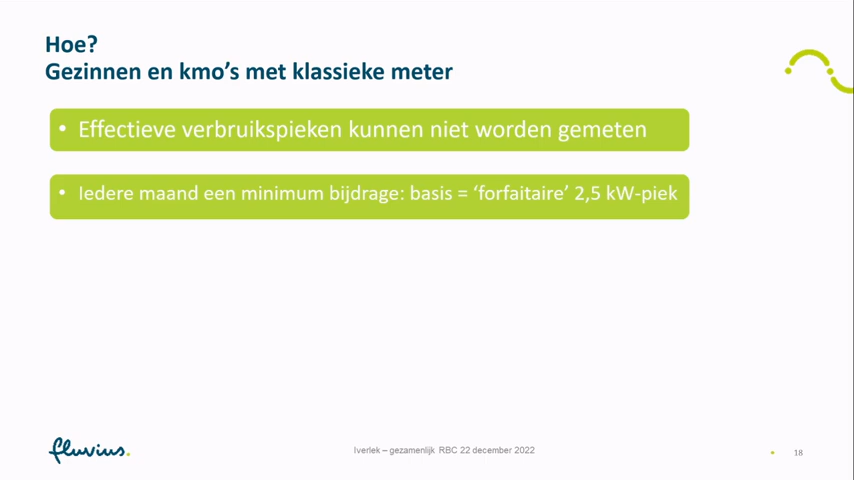 Hoe?
Gezinnen en kmo's met klassieke meter
• Effectieve verbruikspieken kunnen niet worden gemeten
• Iedere maand een minimum bijdrage: basis = ‘forfaitaire’ 2,5 kW-piek
fluvius.
Iverlek – gezamenlijk RBC 22 december 2022
18